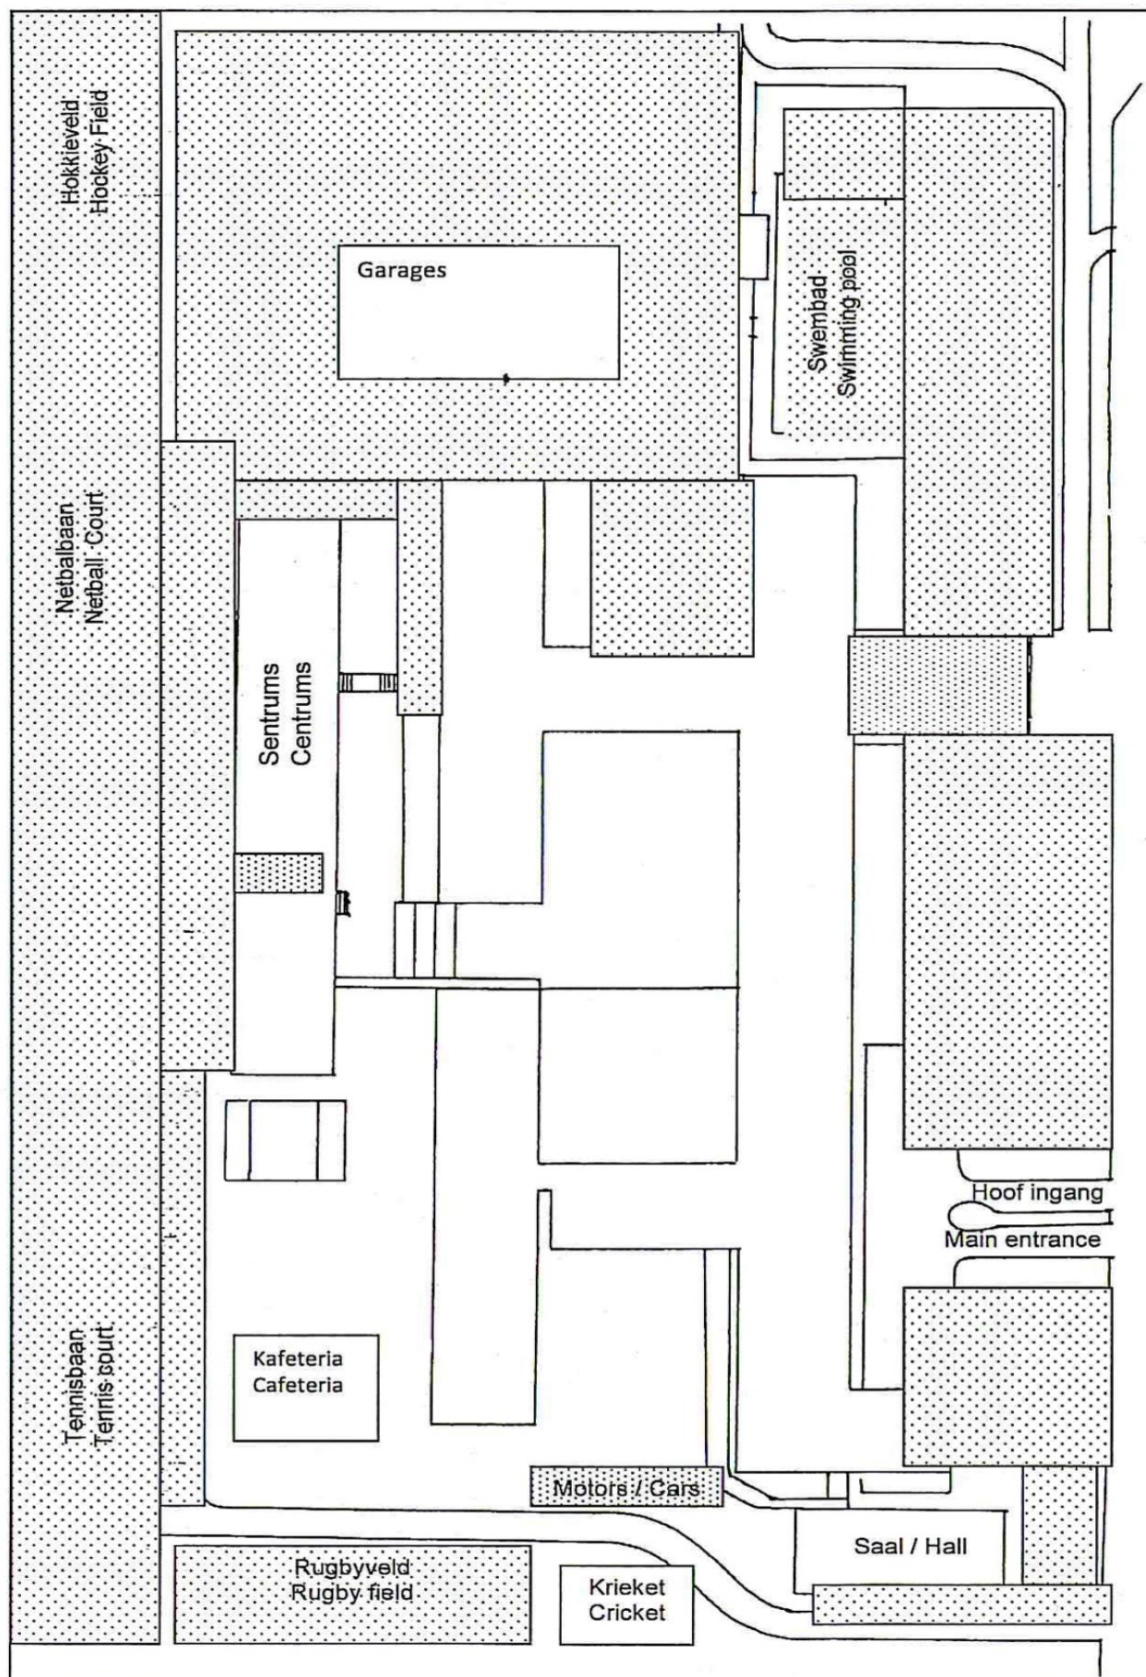 Hokkieveld
Hockey Field
Garages
Swembad
Swimming pool
Netbalbaan
Netball Court
Sentrums
Centrums
Hoof ingang
Main entrance
Tennisbaan
Tennis court
Kafeteria
Cafeteria
Motors / Cars
Saal / Hall
Rugbyveld
Rugby field
Krieket
Cricket